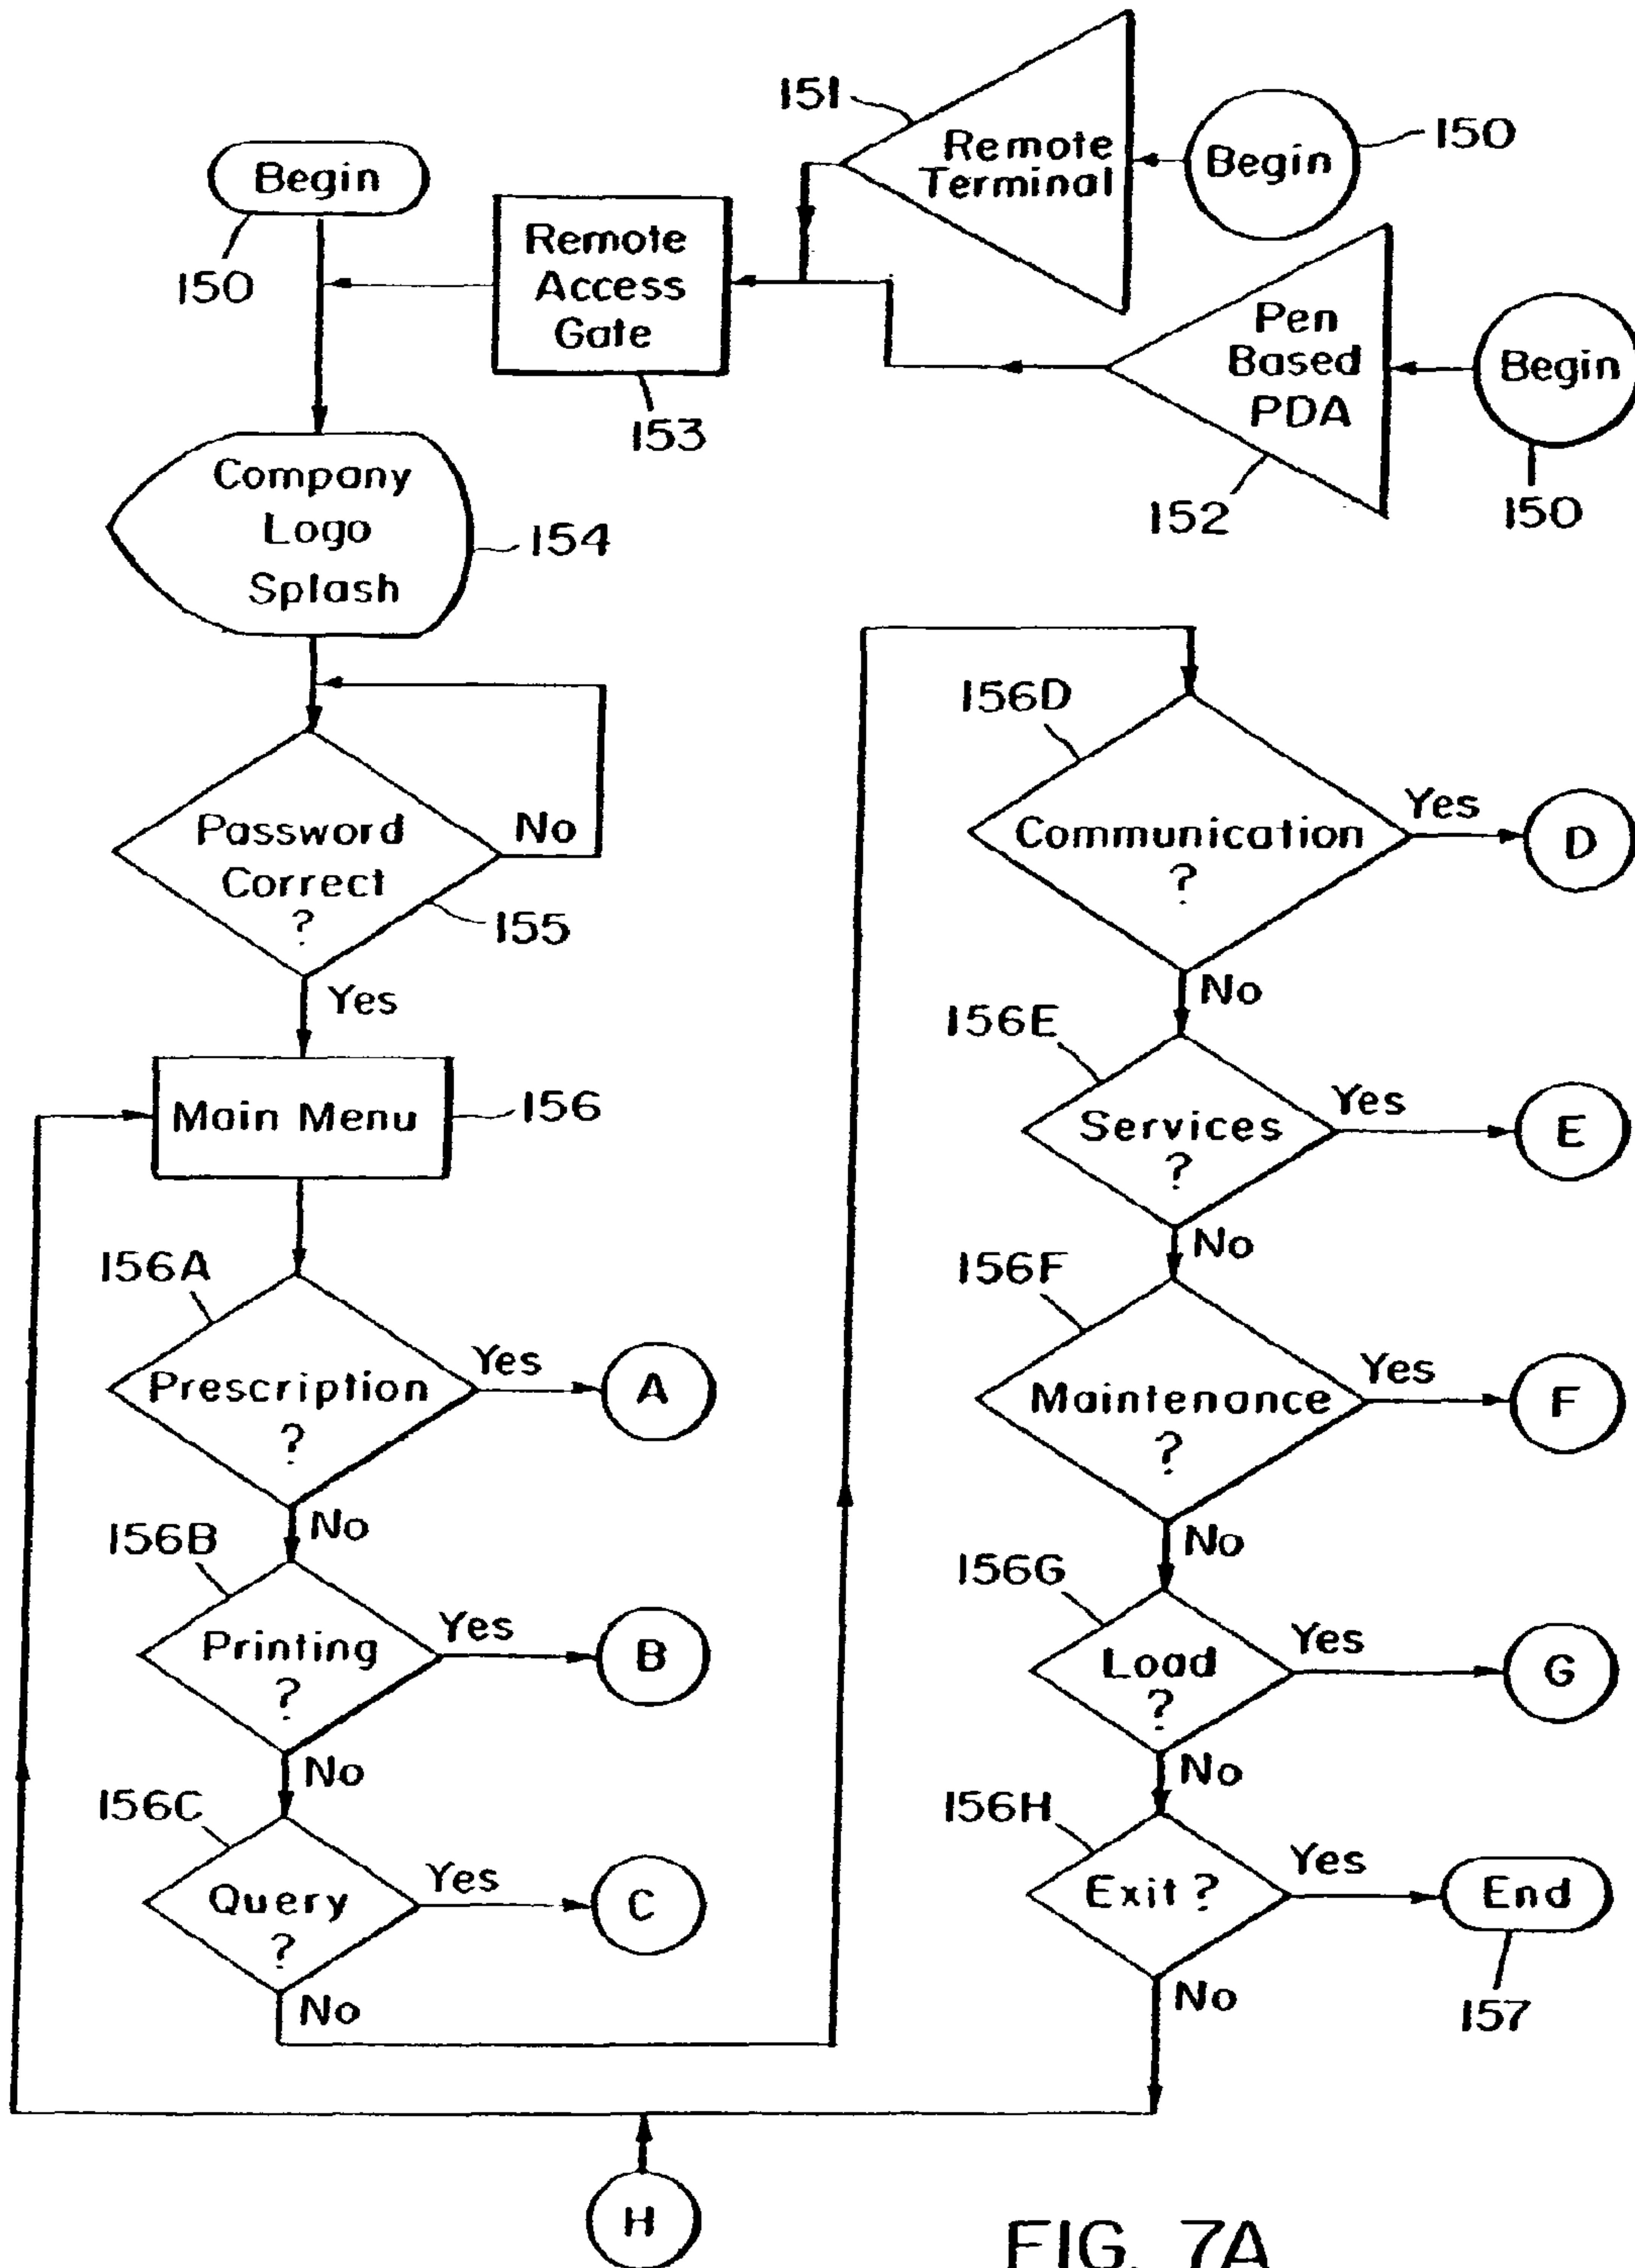 Begin
150
151
Remote
Terminal
Begin
150
Remote
Access
Gate
153
Pen
Based
PDA
152
Begin
150
Company
Logo
Splash
154
Password
Correct
?
No
155
Yes
Main Menu
156
156A
Prescription
?
Yes
A
No
156B
Printing
?
Yes
B
No
156C
Query
?
Yes
C
No
156D
Communication
?
Yes
D
No
156E
Services
?
Yes
E
No
156F
Maintenance
?
Yes
F
No
156G
Load
?
Yes
G
No
156H
Exit ?
Yes
End
157
No
H
FIG. 7A